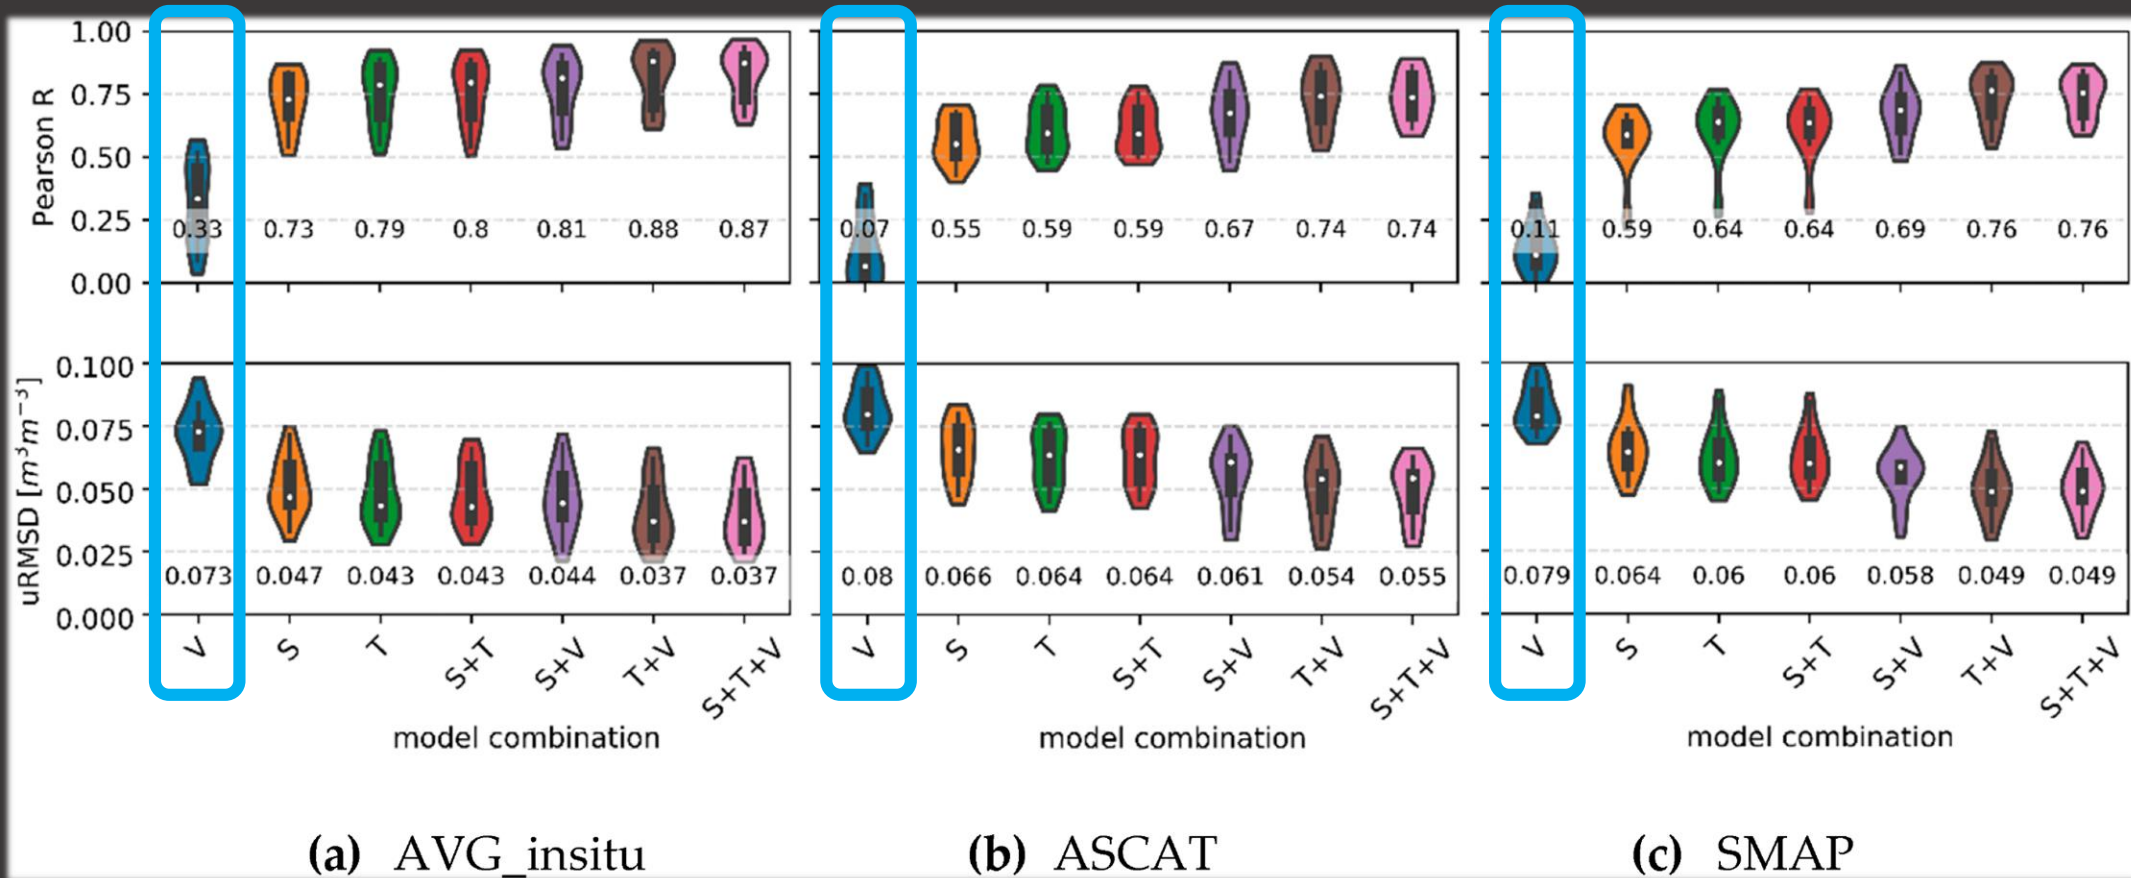 Pearson R
1.00
0.75
0.50
0.25
0.00
0.33 0.73 0.79 0.8 0.81 0.88 0.87
0.07 0.55 0.59 0.59 0.67 0.74 0.74
0.11 0.59 0.64 0.64 0.69 0.76 0.76
uRMSD [m³m⁻³]
0.100
0.075
0.050
0.025
0.000
0.073 0.047 0.043 0.043 0.044 0.037 0.037
0.08 0.066 0.064 0.064 0.061 0.054 0.055
0.079 0.064 0.06 0.06 0.058 0.049 0.049
V S T S+T S+V T+V S+T+V
V S T S+T S+V T+V S+T+V
V S T S+T S+V T+V S+T+V
model combination
model combination
model combination
(a) AVG_insitu
(b) ASCAT
(c) SMAP